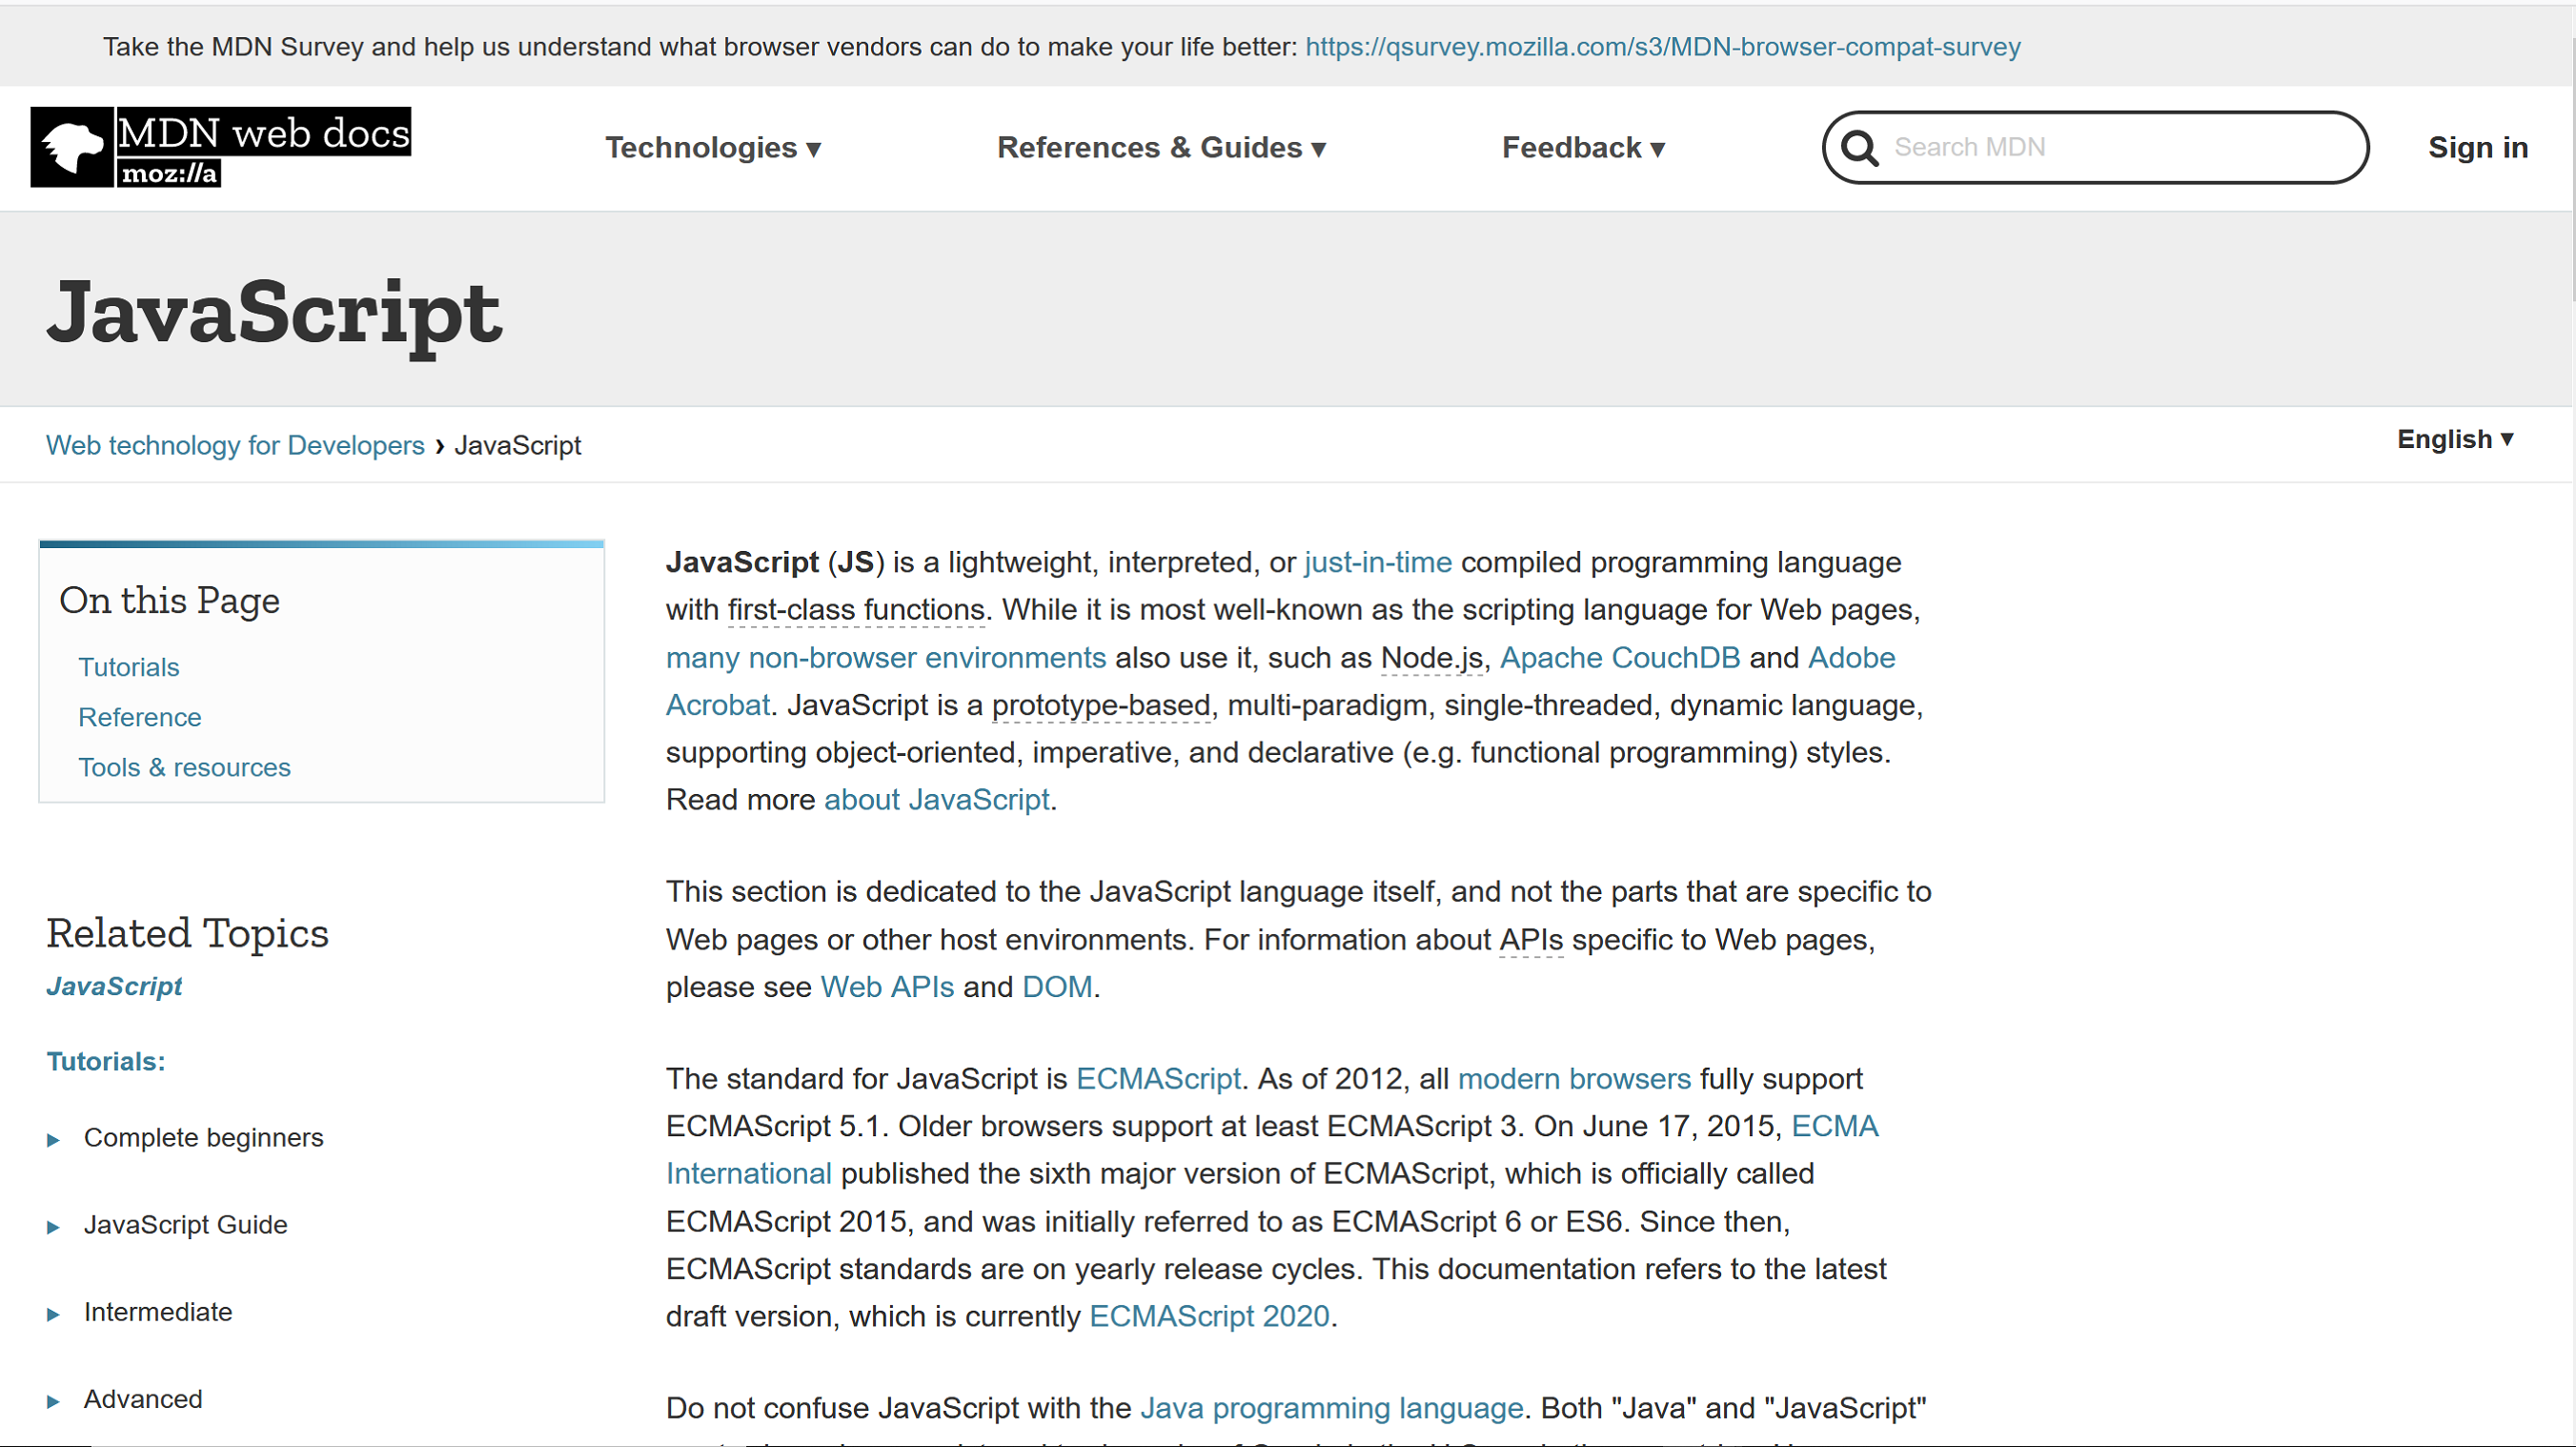 Take the MDN Survey and help us understand what browser vendors can do to make your life better: https://qsurvey.mozilla.com/s3/MDN-browser-compat-survey
MDN web docs
moz://a
Technologies ▾
References & Guides ▾
Feedback ▾
Search MDN
Sign in
JavaScript
Web technology for Developers › JavaScript
English ▾
On this Page
Tutorials
Reference
Tools & resources
Related Topics
JavaScript
Tutorials:
▸ Complete beginners
▸ JavaScript Guide
▸ Intermediate
▸ Advanced
JavaScript (JS) is a lightweight, interpreted, or just-in-time compiled programming language
with first-class functions. While it is most well-known as the scripting language for Web pages,
many non-browser environments also use it, such as Node.js, Apache CouchDB and Adobe
Acrobat. JavaScript is a prototype-based, multi-paradigm, single-threaded, dynamic language,
supporting object-oriented, imperative, and declarative (e.g. functional programming) styles.
Read more about JavaScript.
This section is dedicated to the JavaScript language itself, and not the parts that are specific to
Web pages or other host environments. For information about APIs specific to Web pages,
please see Web APIs and DOM.
The standard for JavaScript is ECMAScript. As of 2012, all modern browsers fully support
ECMAScript 5.1. Older browsers support at least ECMAScript 3. On June 17, 2015, ECMA
International published the sixth major version of ECMAScript, which is officially called
ECMAScript 2015, and was initially referred to as ECMAScript 6 or ES6. Since then,
ECMAScript standards are on yearly release cycles. This documentation refers to the latest
draft version, which is currently ECMAScript 2020.
Do not confuse JavaScript with the Java programming language. Both "Java" and "JavaScript"